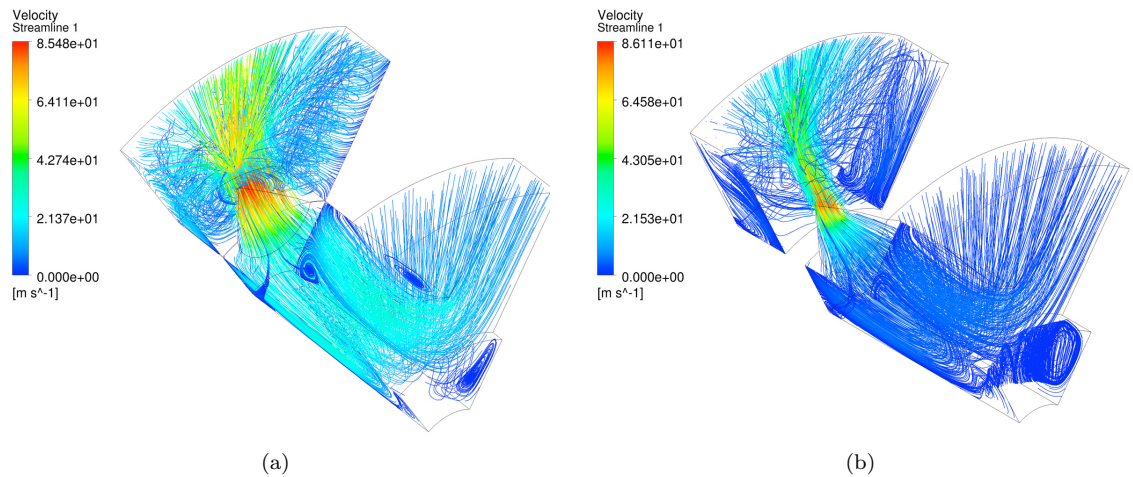 Velocity
Streamline 1
8.548e+01
6.411e+01
4.274e+01
2.137e+01
0.000e+00
[m s^-1]
(a)
Velocity
Streamline 1
8.611e+01
6.458e+01
4.305e+01
2.153e+01
0.000e+00
[m s^-1]
(b)